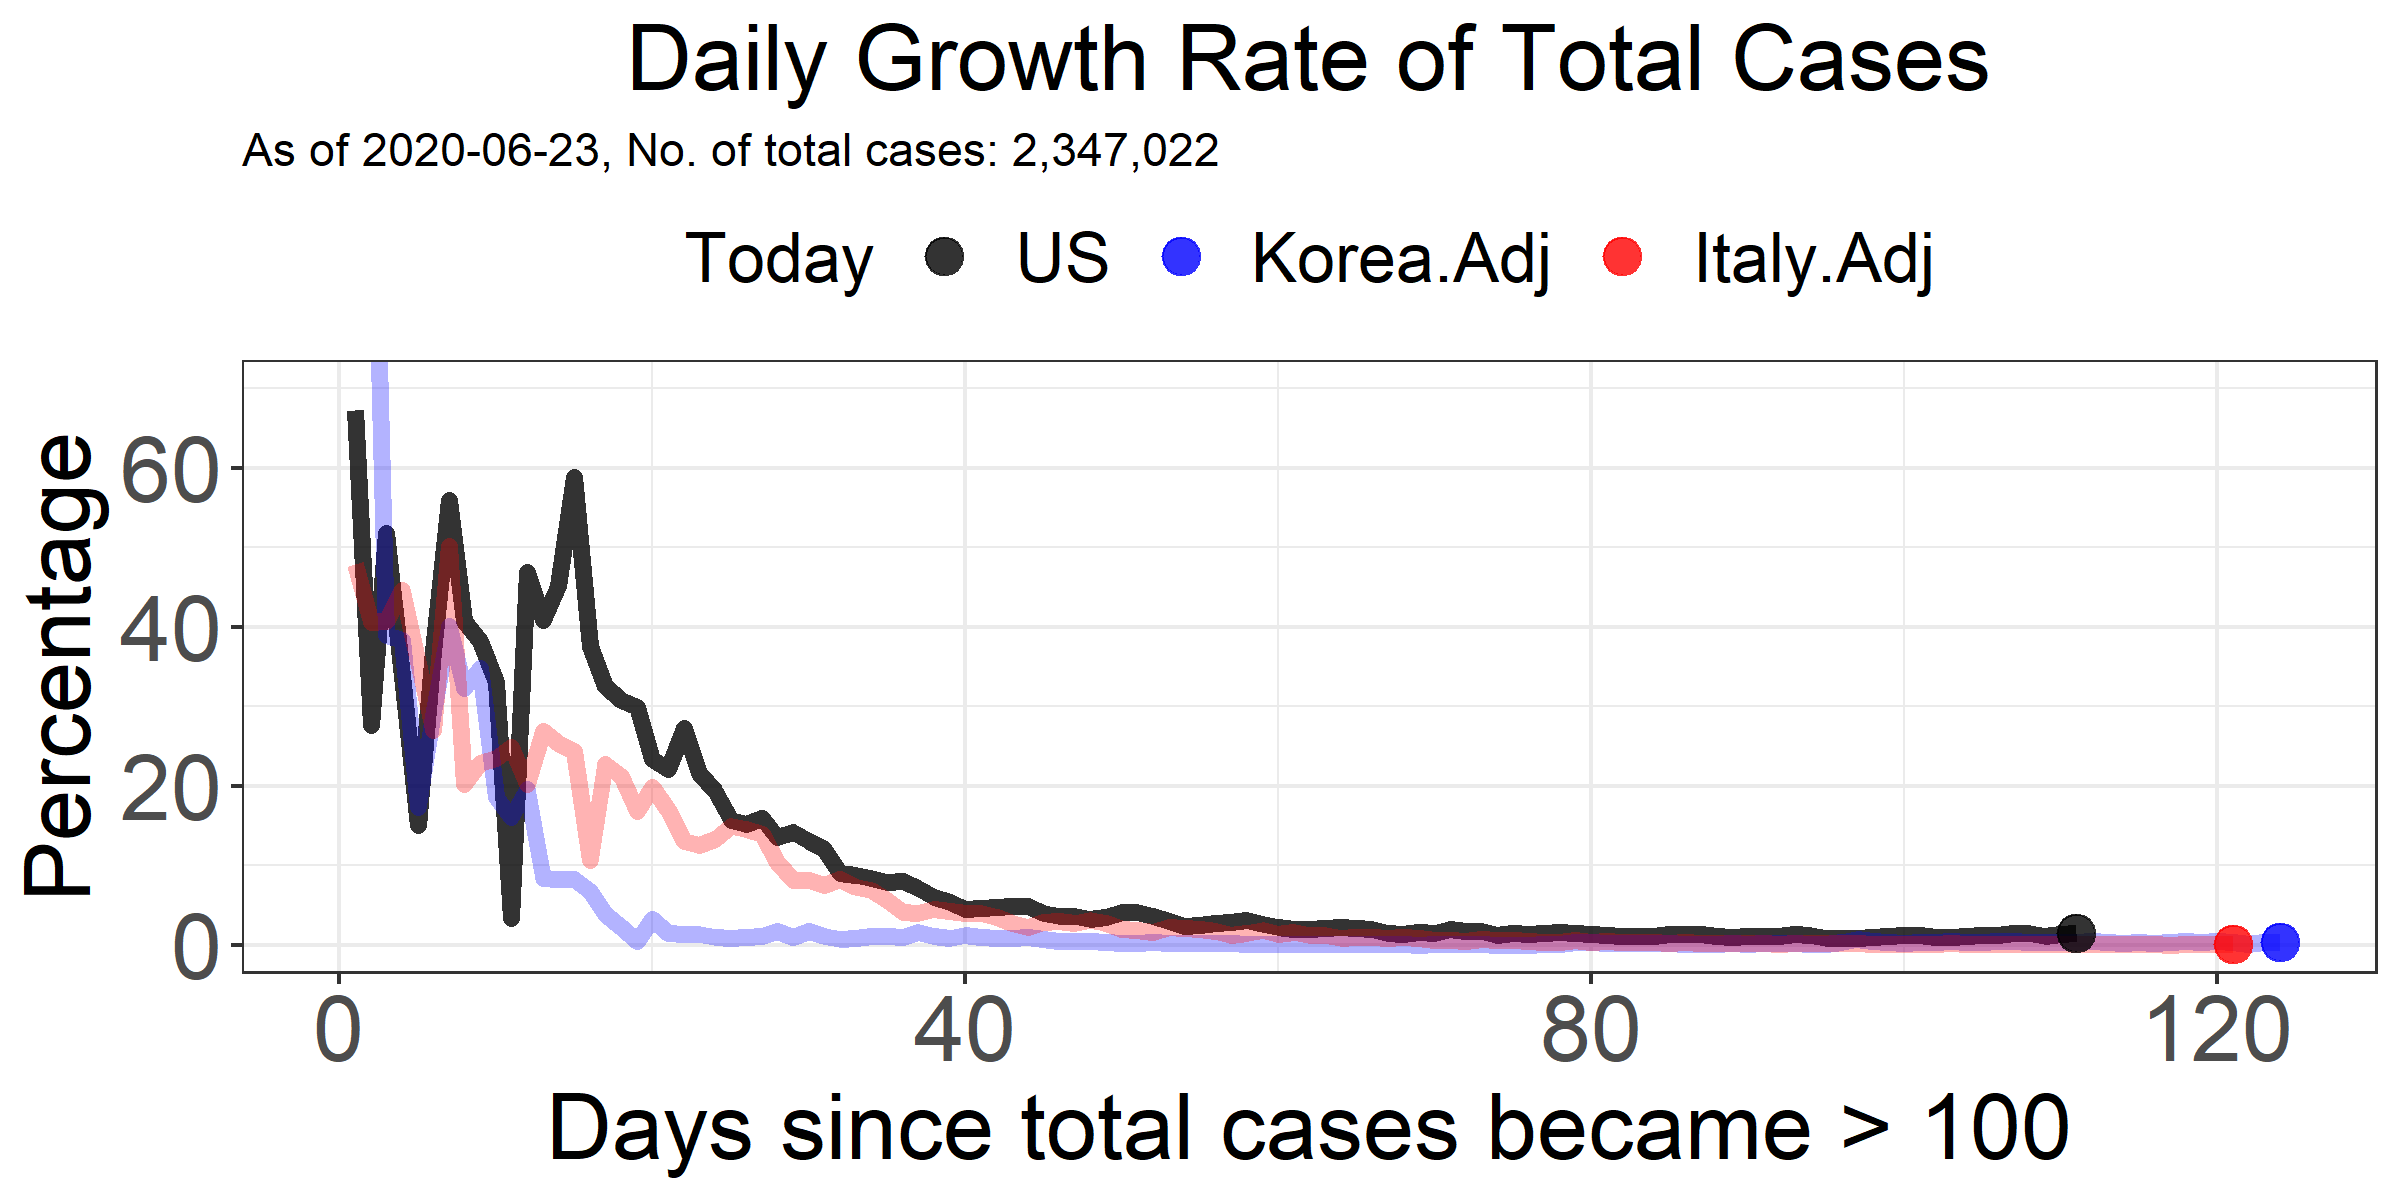 Daily Growth Rate of Total Cases
As of 2020-06-23, No. of total cases: 2,347,022
Today US Korea.Adj Italy.Adj
Percentage
60
40
20
0
0 40 80 120
Days since total cases became > 100